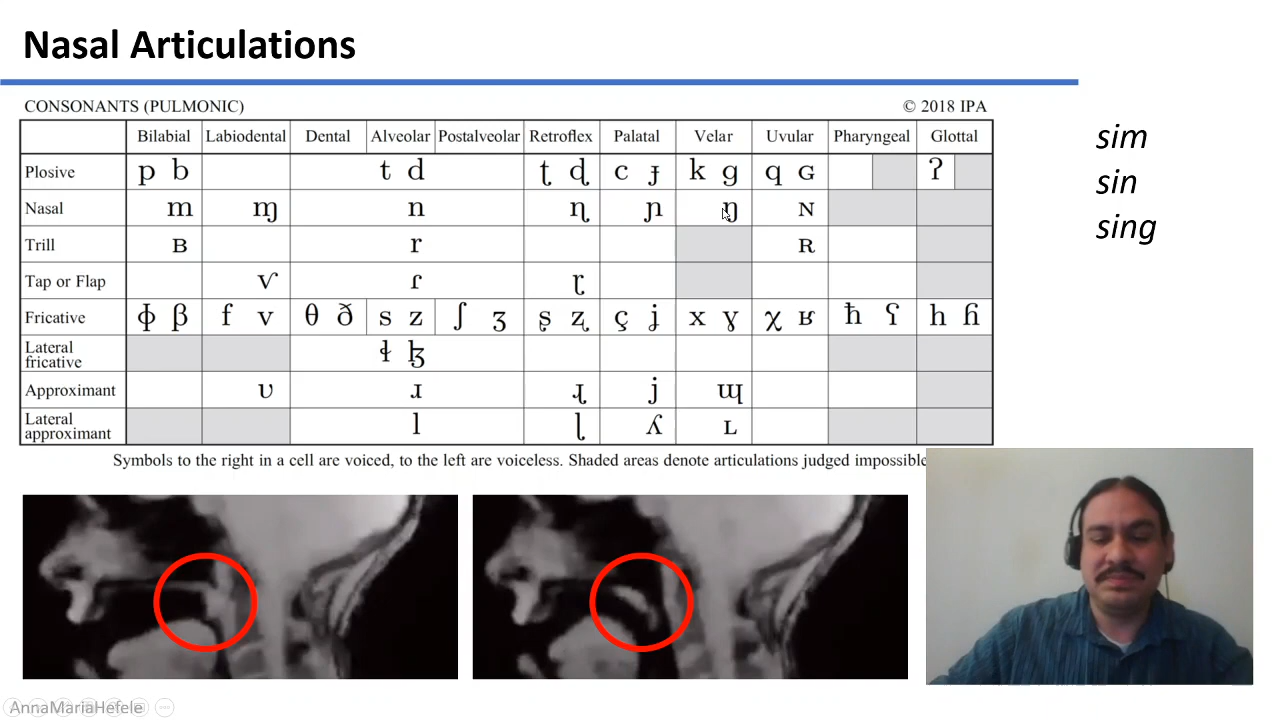 Nasal Articulations
CONSONANTS (PULMONIC) © 2018 IPA
Bilabial Labiodental Dental Alveolar Postalveolar Retroflex Palatal Velar Uvular Pharyngeal Glottal
Plosive p b t d ʈ ɖ c ɟ k ɡ q ɢ ʔ
Nasal m ɱ n ɳ ɲ ŋ ɴ
Trill ʙ r ʀ
Tap or Flap ⱱ ɾ ɽ
Fricative ɸ β f v θ ð s z ʃ ʒ ʂ ʐ ç ʝ x ɣ χ ʁ ħ ʕ h ɦ
Lateral
fricative ɬ ɮ
Approximant ʋ ɹ ɻ j ɰ
Lateral
approximant l ɭ ʎ ʟ
Symbols to the right in a cell are voiced, to the left are voiceless. Shaded areas denote articulations judged impossible
sim
sin
sing
AnnaMariaHefele